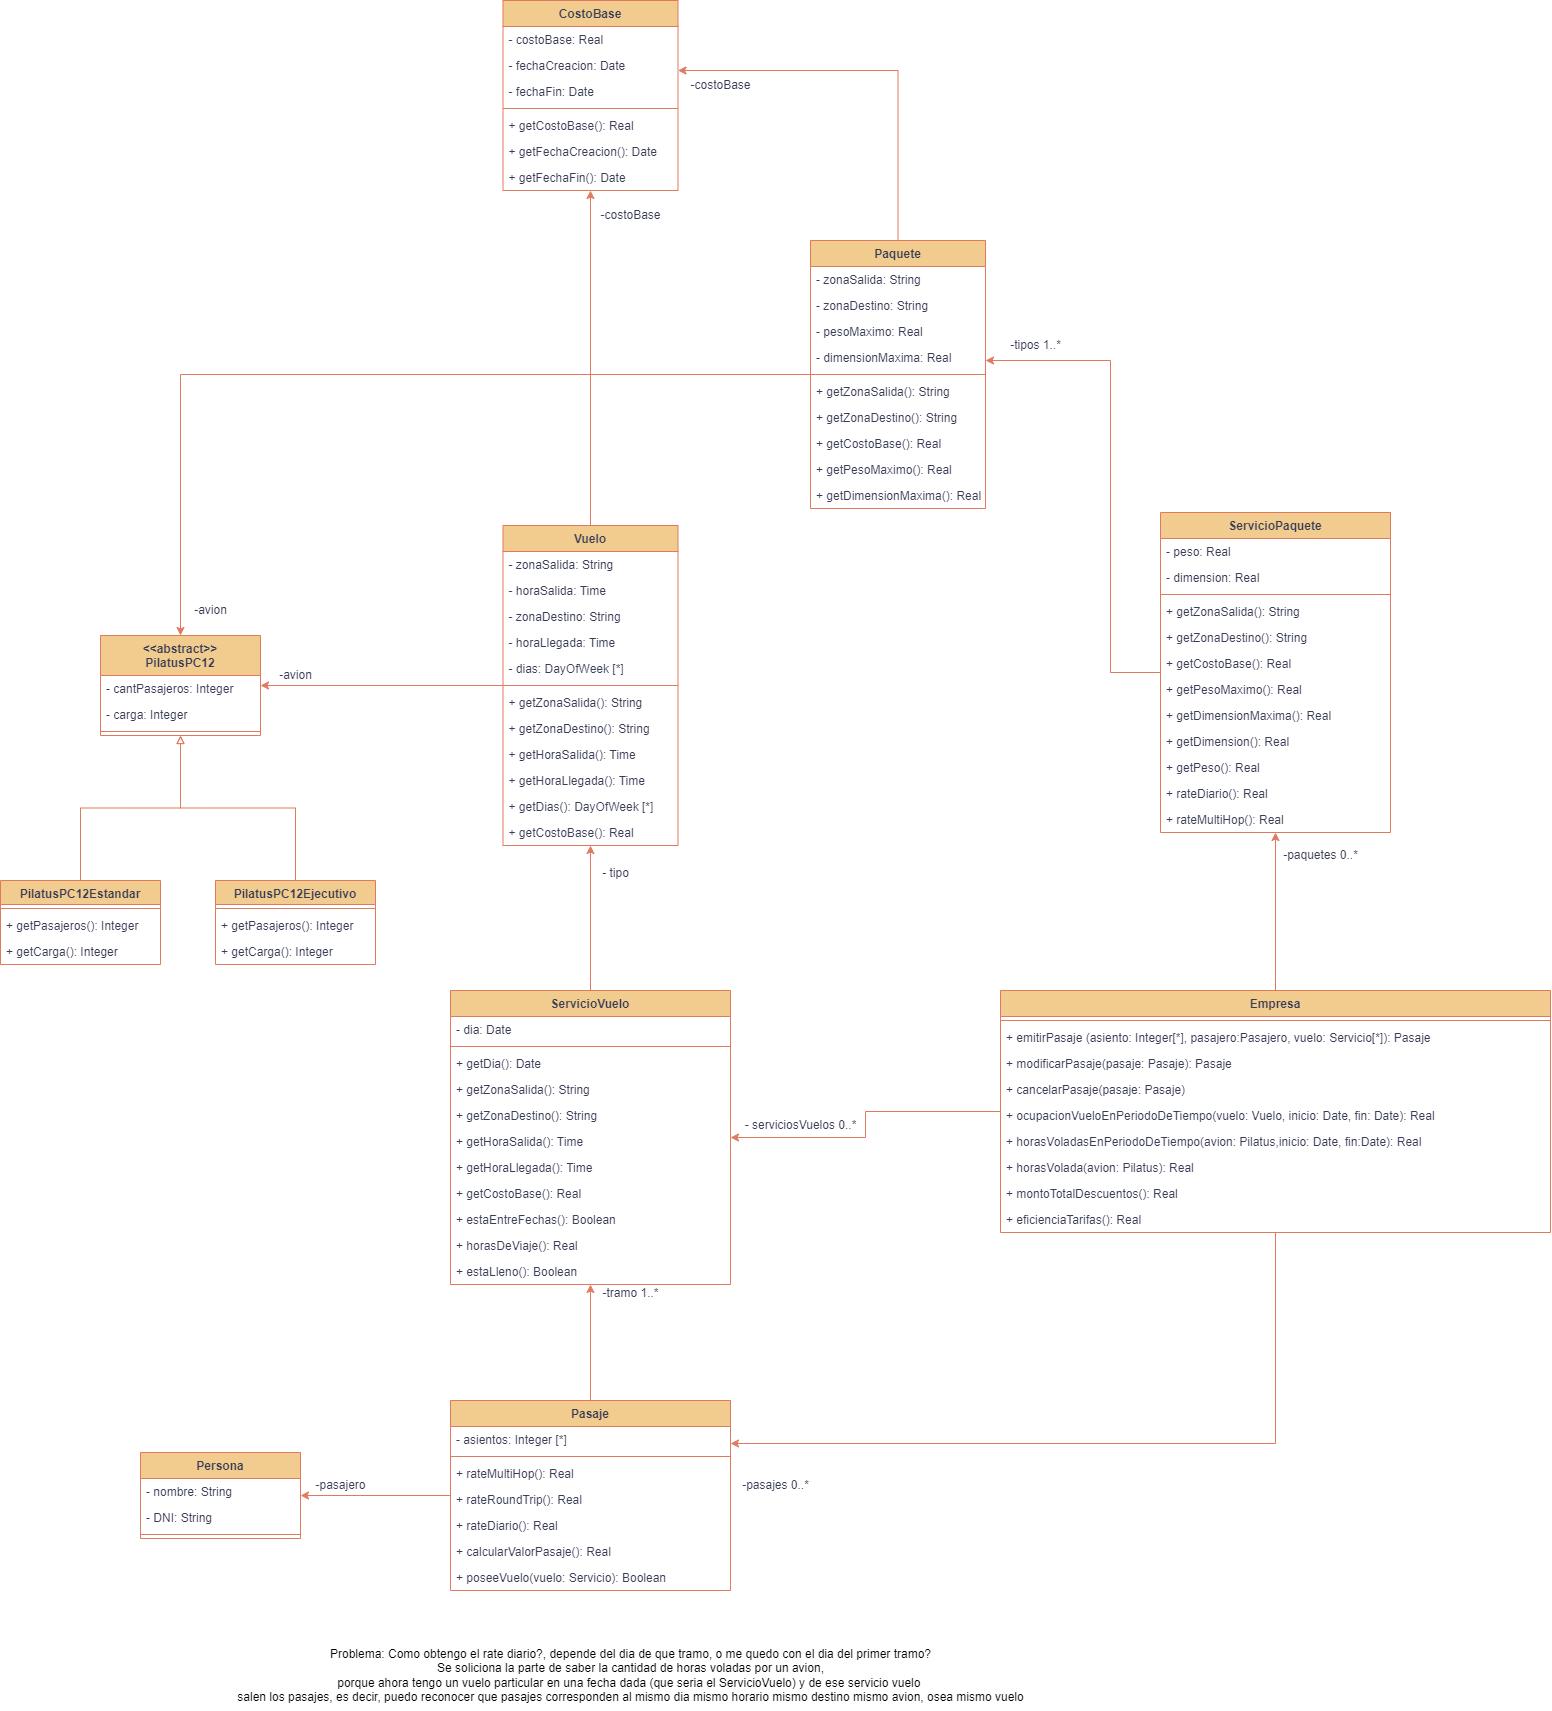 CostoBase
- costoBase: Real
- fechaCreacion: Date
- fechaFin: Date
+ getCostoBase(): Real
+ getFechaCreacion(): Date
+ getFechaFin(): Date
-costoBase
-costoBase
Paquete
- zonaSalida: String
- zonaDestino: String
- pesoMaximo: Real
- dimensionMaxima: Real
+ getZonaSalida(): String
+ getZonaDestino(): String
+ getCostoBase(): Real
+ getPesoMaximo(): Real
+ getDimensionMaxima(): Real
-tipos 1..*
ServicioPaquete
- peso: Real
- dimension: Real
+ getZonaSalida(): String
+ getZonaDestino(): String
+ getCostoBase(): Real
+ getPesoMaximo(): Real
+ getDimensionMaxima(): Real
+ getDimension(): Real
+ getPeso(): Real
+ rateDiario(): Real
+ rateMultiHop(): Real
-paquetes 0..*
Vuelo
- zonaSalida: String
- horaSalida: Time
- zonaDestino: String
- horaLlegada: Time
- dias: DayOfWeek [*]
+ getZonaSalida(): String
+ getZonaDestino(): String
+ getHoraSalida(): Time
+ getHoraLlegada(): Time
+ getDias(): DayOfWeek [*]
+ getCostoBase(): Real
- tipo
-avion
-avion
<<abstract>>
PilatusPC12
- cantPasajeros: Integer
- carga: Integer
PilatusPC12Estandar
+ getPasajeros(): Integer
+ getCarga(): Integer
PilatusPC12Ejecutivo
+ getPasajeros(): Integer
+ getCarga(): Integer
ServicioVuelo
- dia: Date
+ getDia(): Date
+ getZonaSalida(): String
+ getZonaDestino(): String
+ getHoraSalida(): Time
+ getHoraLlegada(): Time
+ getCostoBase(): Real
+ estaEntreFechas(): Boolean
+ horasDeViaje(): Real
+ estaLleno(): Boolean
- serviciosVuelos 0..*
Empresa
+ emitirPasaje (asiento: Integer[*], pasajero:Pasajero, vuelo: Servicio[*]): Pasaje
+ modificarPasaje(pasaje: Pasaje): Pasaje
+ cancelarPasaje(pasaje: Pasaje)
+ ocupacionVueloEnPeriodoDeTiempo(vuelo: Vuelo, inicio: Date, fin: Date): Real
+ horasVoladasEnPeriodoDeTiempo(avion: Pilatus,inicio: Date, fin:Date): Real
+ horasVolada(avion: Pilatus): Real
+ montoTotalDescuentos(): Real
+ eficienciaTarifas(): Real
-tramo 1..*
Pasaje
- asientos: Integer [*]
+ rateMultiHop(): Real
+ rateRoundTrip(): Real
+ rateDiario(): Real
+ calcularValorPasaje(): Real
+ poseeVuelo(vuelo: Servicio): Boolean
-pasajes 0..*
-pasajero
Persona
- nombre: String
- DNI: String
Problema: Como obtengo el rate diario?, depende del dia de que tramo, o me quedo con el dia del primer tramo?
Se soliciona la parte de saber la cantidad de horas voladas por un avion,
porque ahora tengo un vuelo particular en una fecha dada (que seria el ServicioVuelo) y de ese servicio vuelo
salen los pasajes, es decir, puedo reconocer que pasajes corresponden al mismo dia mismo horario mismo destino mismo avion, osea mismo vuelo